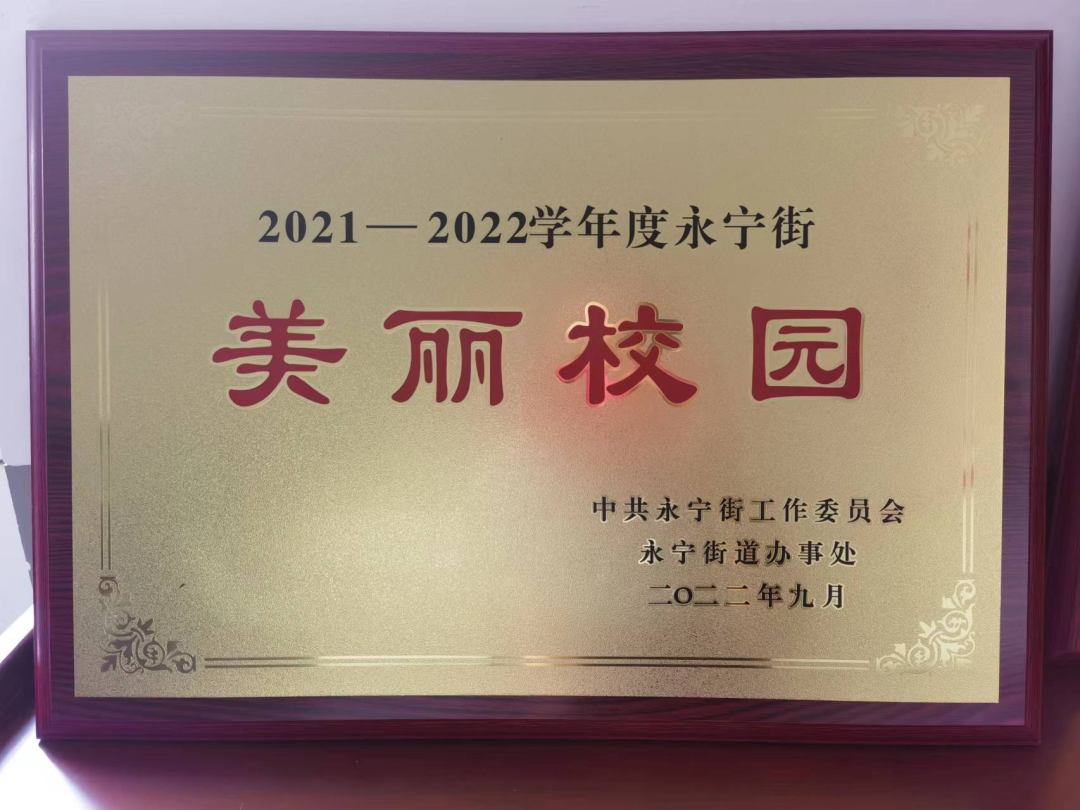 2021—2022学年度永宁街
美丽校园
中共永宁街工作委员会
永宁街道办事处
二〇二二年九月